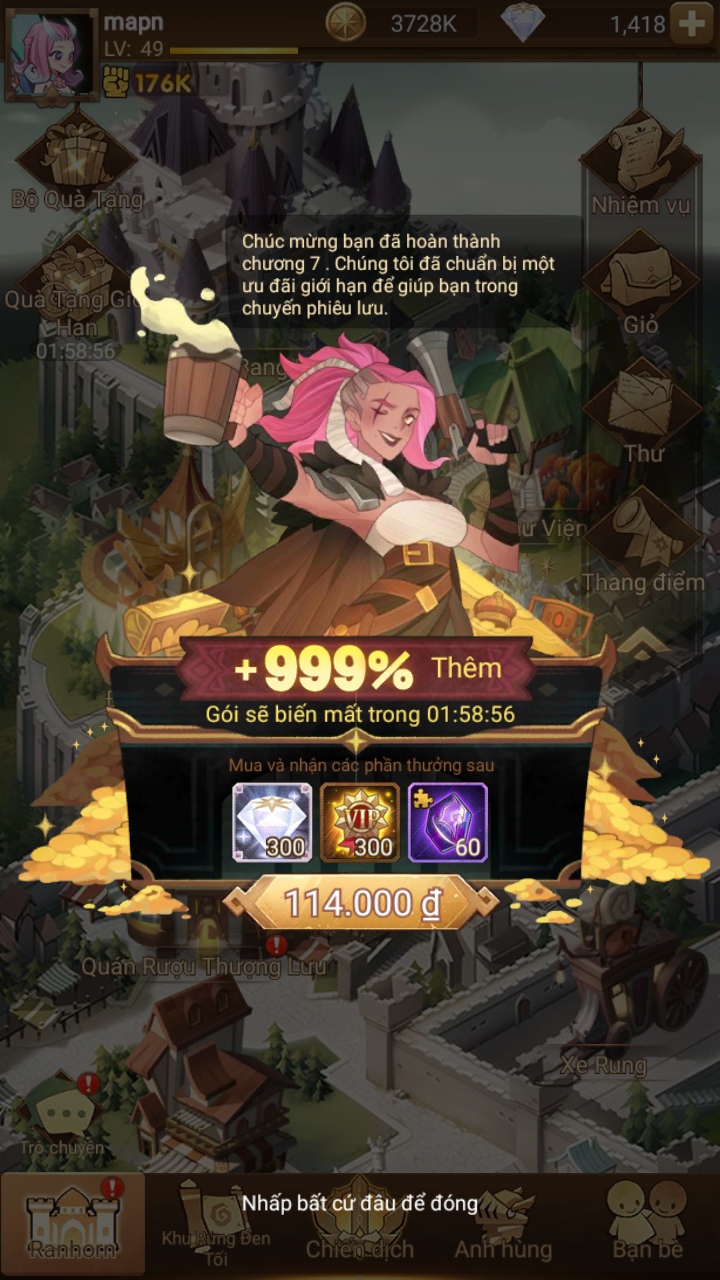 mapn
3728K
1,418
LV: 49
176K
Bộ Quà Tặng
Nhiệm vụ
Chúc mừng bạn đã hoàn thành
chương 7 . Chúng tôi đã chuẩn bị một
ưu đãi giới hạn để giúp bạn trong
chuyến phiêu lưu.
Quà Tặng Giớ
Hạn
01:58:56
Giỏ
Bang
Thư
ư Viện
Thang điểm
+999% Thêm
Gói sẽ biến mất trong 01:58:56
Mua và nhận các phần thưởng sau
300
VIP
300
60
114.000 ₫
Quán Rượu Thượng Lưu
Xe Rung
Trò chuyện
Nhấp bất cứ đâu để đóng
Ranhorn
Khu Rừng Đen
Tối
Chiến dịch
Anh hùng
Bạn bè